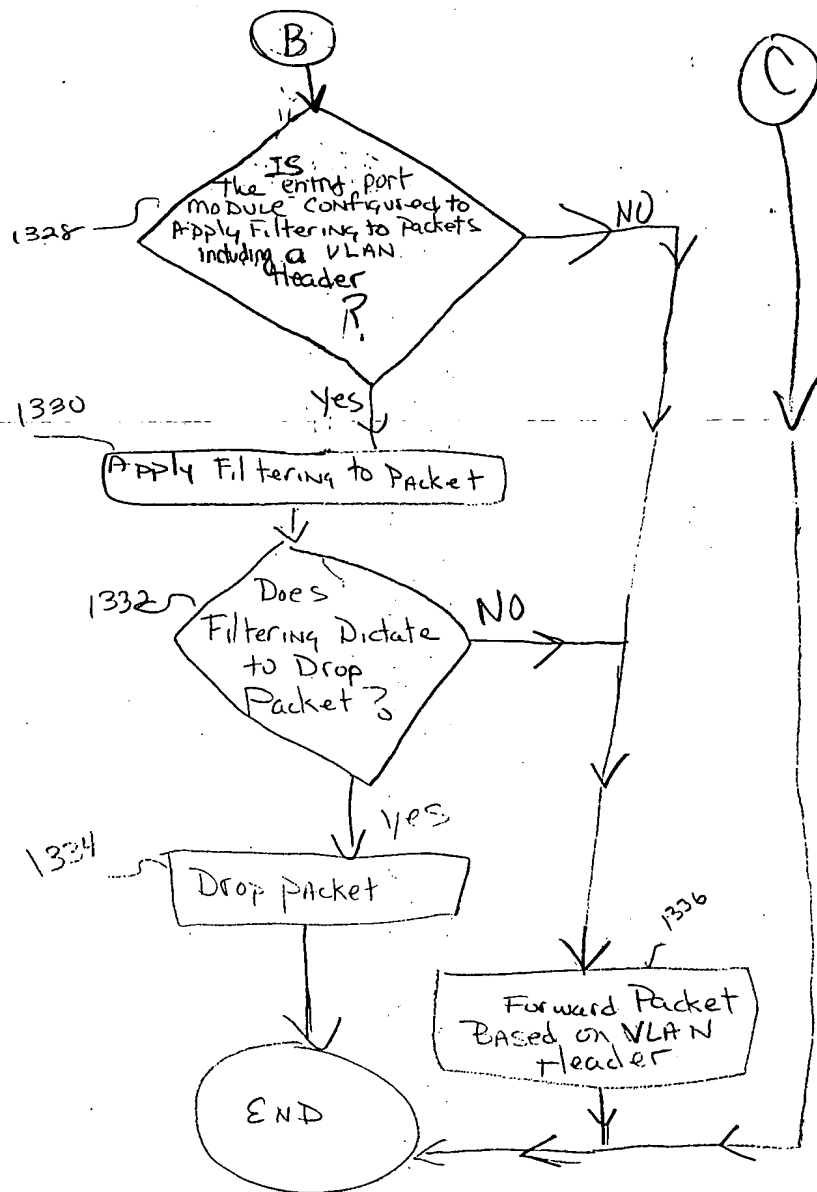 B
C
IS
the entry port
MODULE Configured to
Apply Filtering to Packets
including a VLAN
Header
?
1328
NO
Yes
1330
Apply Filtering to Packet
1332
Does
Filtering Dictate
to Drop
Packet?
NO
yes
1334
Drop packet
1336
Forward Packet
Based on VLAN
Header
END